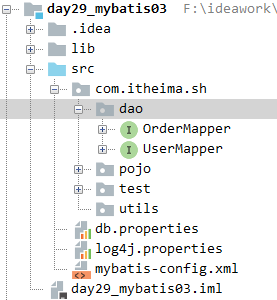 day29_mybatis03 F:\ideawork\
.idea
lib
src
com.itheima.sh
dao
I OrderMapper
I UserMapper
pojo
test
utils
db.properties
log4j.properties
mybatis-config.xml
day29_mybatis03.iml